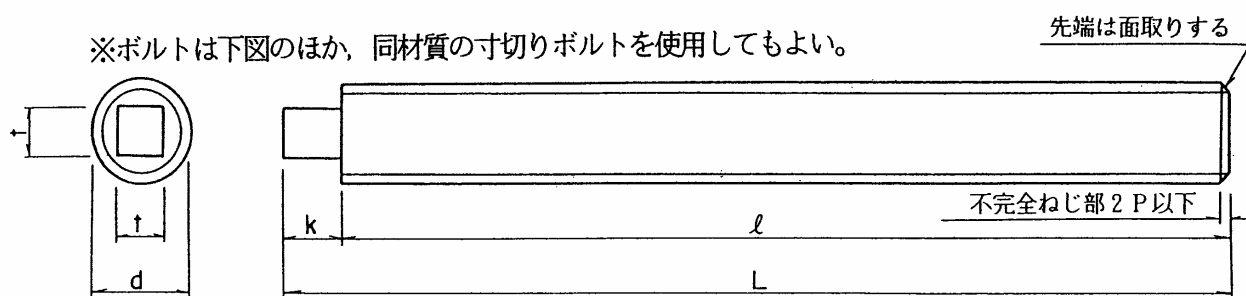 ※ボルトは下図のほか，同材質の寸切りボルトを使用してもよい。
先端は面取りする
t
不完全ねじ部２Ｐ以下
t
k
ℓ
d
L